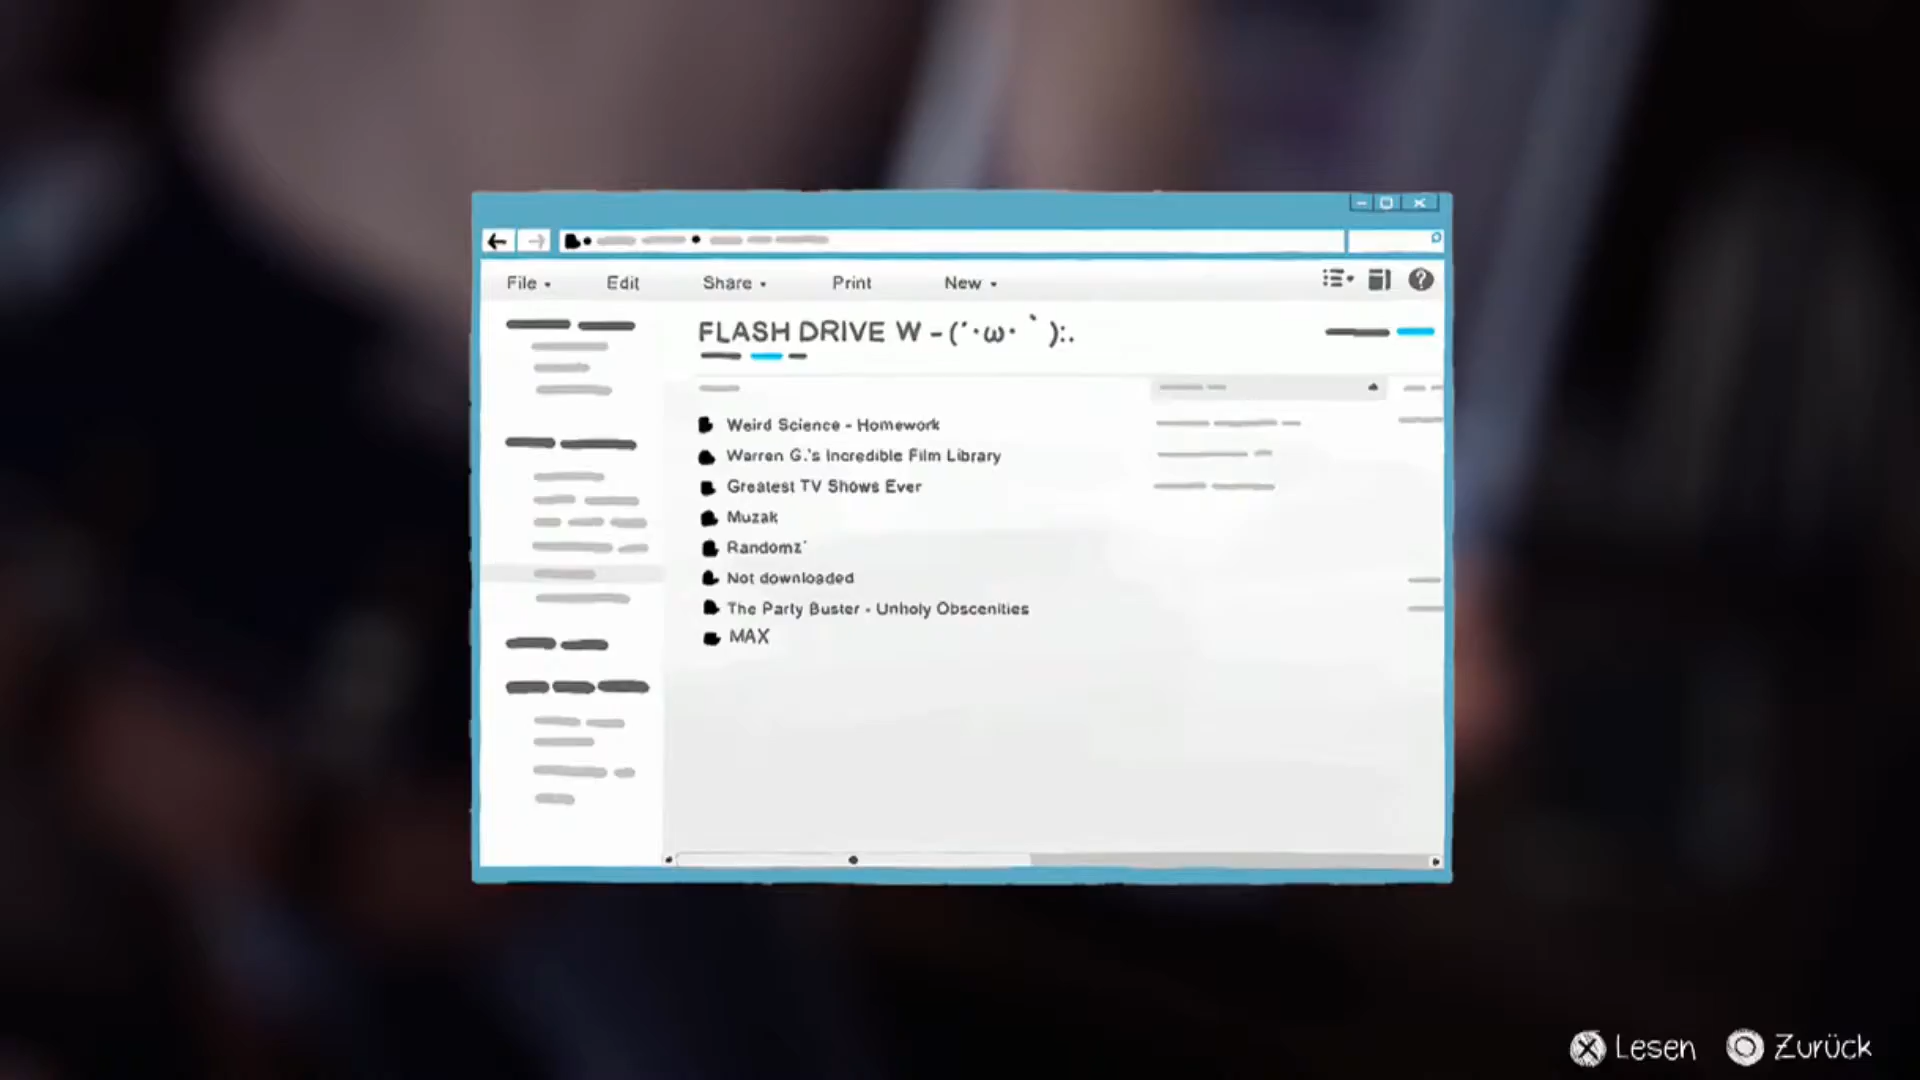 File Edit Share Print New
FLASH DRIVE W - (´･ω･`):.
Weird Science - Homework
Warren G.'s Incredible Film Library
Greatest TV Shows Ever
Muzak
Randomz'
Not downloaded
The Party Buster - Unholy Obscenities
MAX
Lesen Zurück